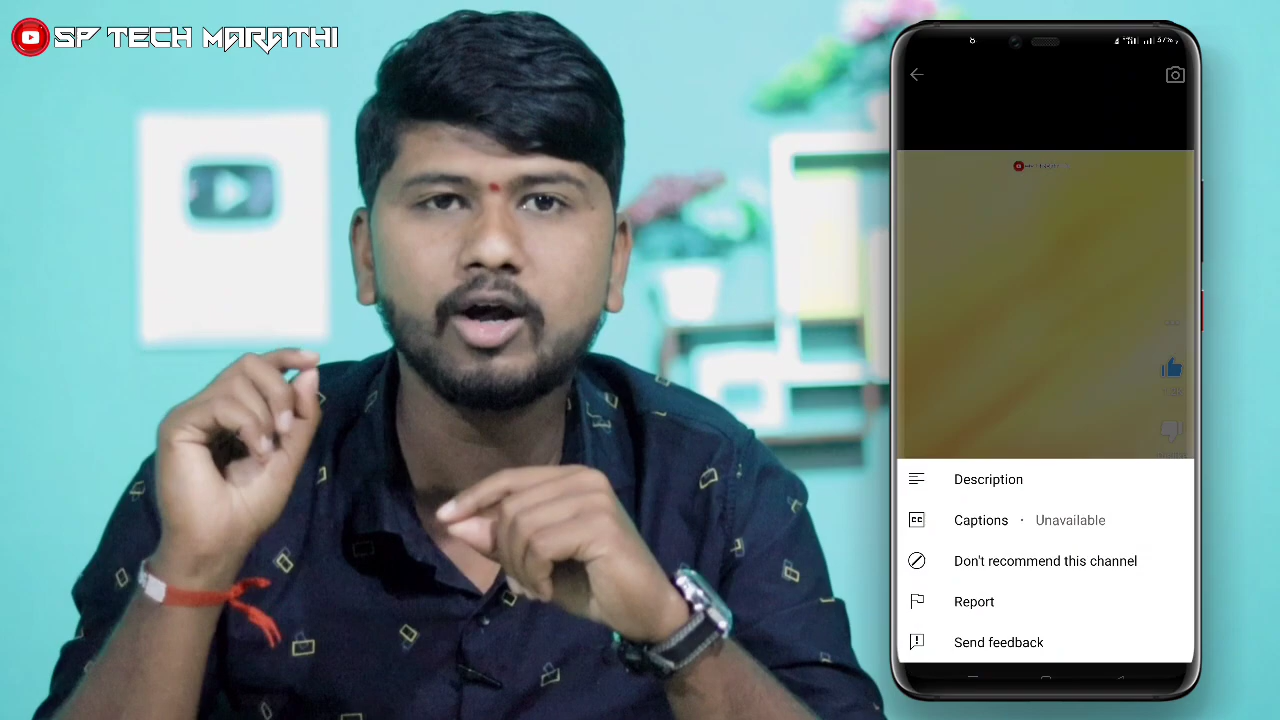 SP TECH MARATHI
Description
Captions · Unavailable
Don't recommend this channel
Report
Send feedback